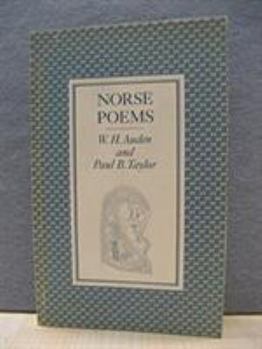 NORSE
POEMS
W. H. Auden
and
Paul B. Taylor